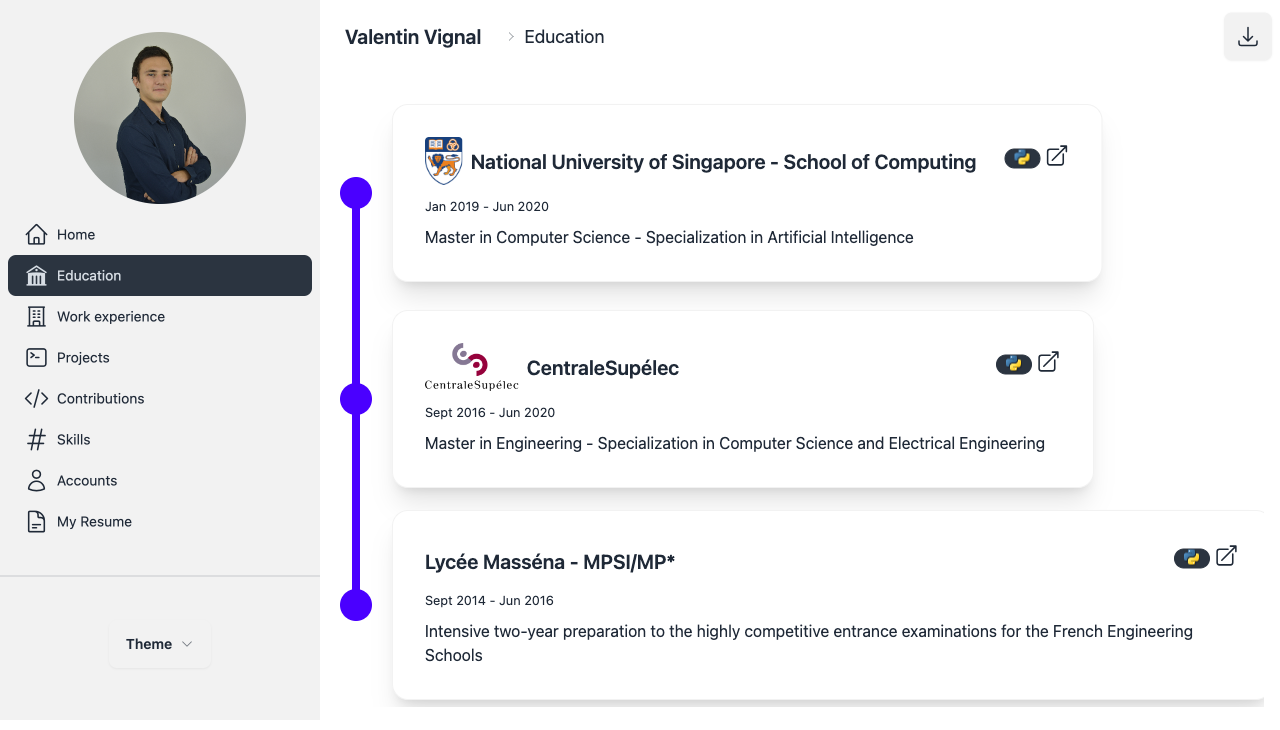 Valentin Vignal
Education
Home
Education
Work experience
Projects
Contributions
Skills
Accounts
My Resume
Theme
National University of Singapore - School of Computing
Jan 2019 - Jun 2020
Master in Computer Science - Specialization in Artificial Intelligence
CentraleSupélec
CentraleSupélec
Sept 2016 - Jun 2020
Master in Engineering - Specialization in Computer Science and Electrical Engineering
Lycée Masséna - MPSI/MP*
Sept 2014 - Jun 2016
Intensive two-year preparation to the highly competitive entrance examinations for the French Engineering
Schools